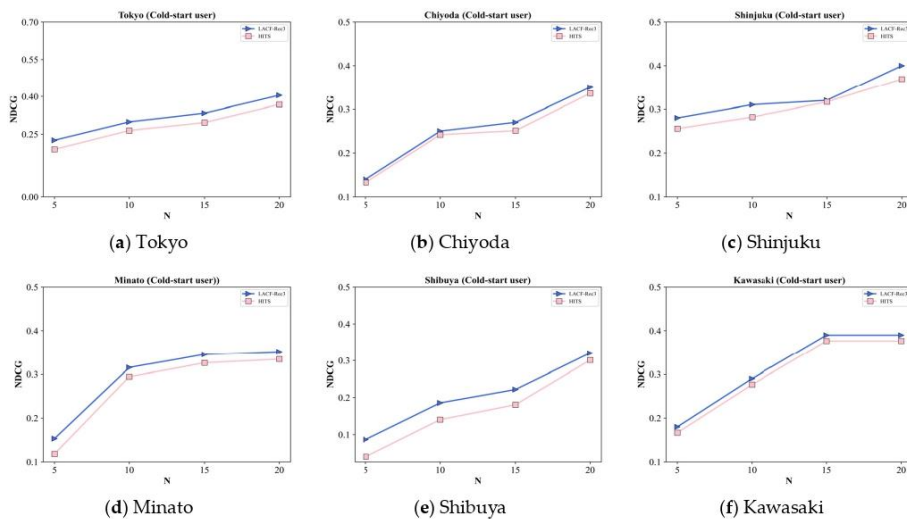 Tokyo (Cold-start user)
NDCG
0.70
0.55
0.40
0.25
0.00
5
10
15
20
N
LACF-Rec3
HITS
(a) Tokyo
Chiyoda (Cold-start user)
NDCG
0.5
0.4
0.3
0.2
0.1
5
10
15
20
N
LACF-Rec3
HITS
(b) Chiyoda
Shinjuku (Cold-start user)
NDCG
0.5
0.4
0.3
0.2
0.1
5
10
15
20
N
LACF-Rec3
HITS
(c) Shinjuku
Minato (Cold-start user))
NDCG
0.5
0.4
0.3
0.2
0.1
5
10
15
20
N
LACF-Rec3
HITS
(d) Minato
Shibuya (Cold-start user)
NDCG
0.5
0.4
0.3
0.2
0.1
5
10
15
20
N
LACF-Rec3
HITS
(e) Shibuya
Kawasaki (Cold-start user)
NDCG
0.5
0.4
0.3
0.2
0.1
5
10
15
20
N
LACF-Rec3
HITS
(f) Kawasaki